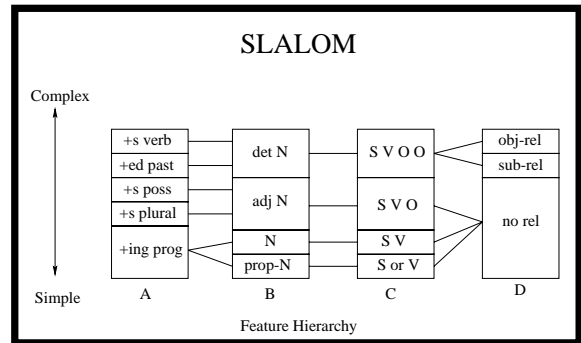 SLALOM
Complex
+s verb
+ed past
+s poss
+s plural
+ing prog
A
det N
adj N
N
prop-N
B
S V O O
S V O
S V
S or V
C
obj-rel
sub-rel
no rel
D
Simple
Feature Hierarchy